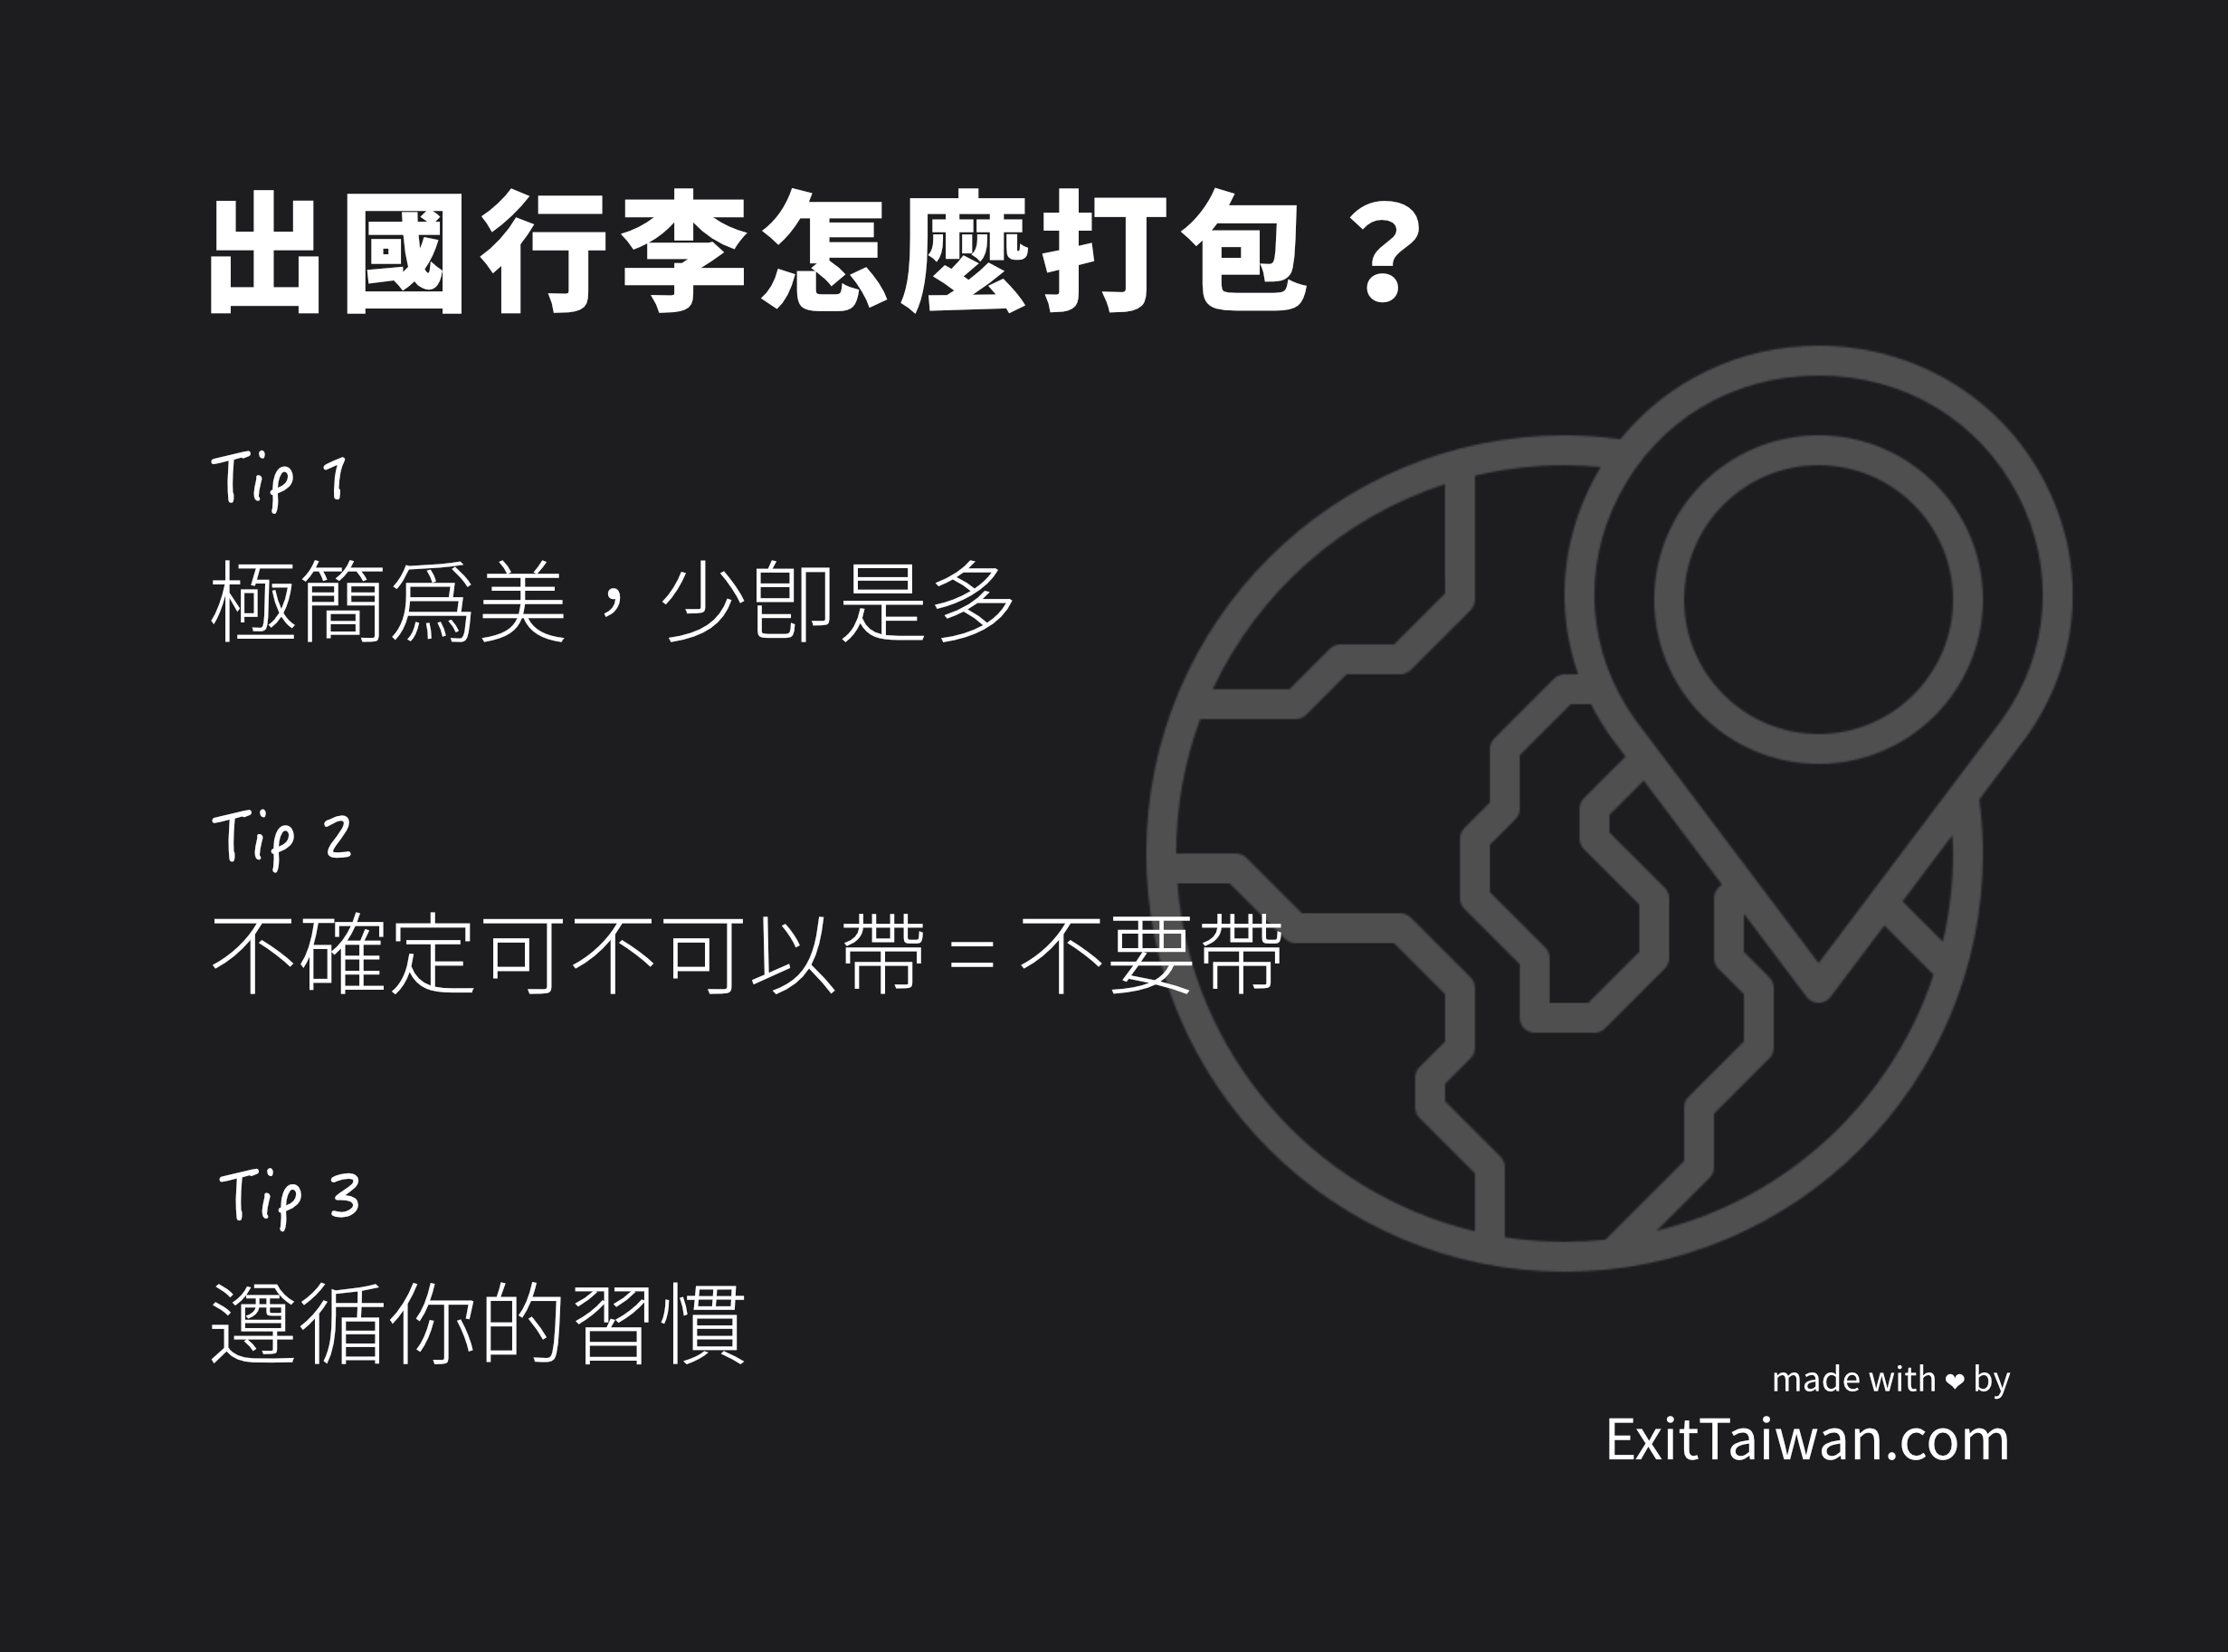 出國行李怎麼打包？
Tip 1
極簡為美，少即是多
Tip 2
不確定可不可以帶 = 不要帶
Tip 3
遵循你的習慣
made with ❤ by
ExitTaiwan.com